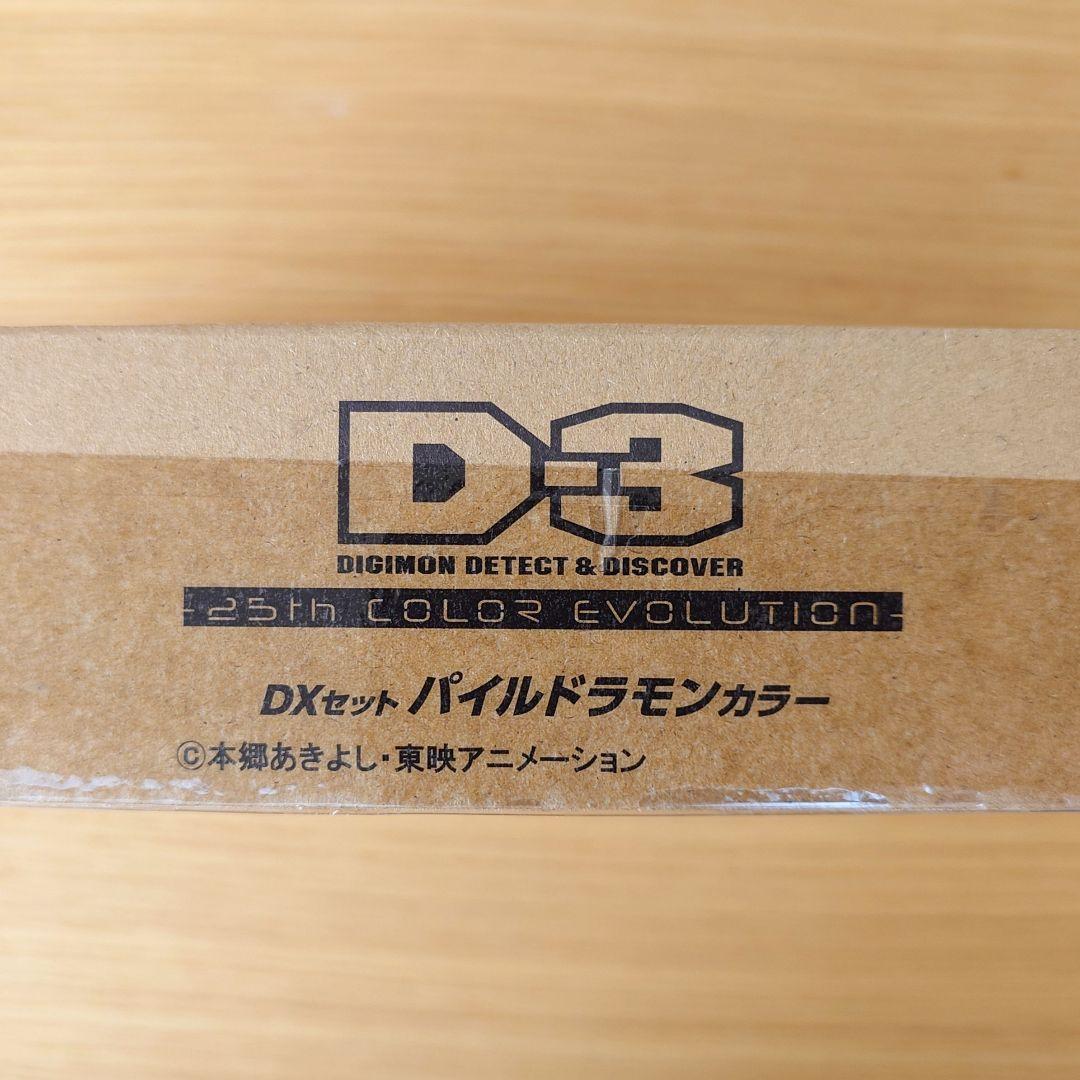 D-3
DIGIMON DETECT & DISCOVER
-25th COLOR EVOLUTION-
DXセット パイルドラモンカラー
©本郷あきよし・東映アニメーション